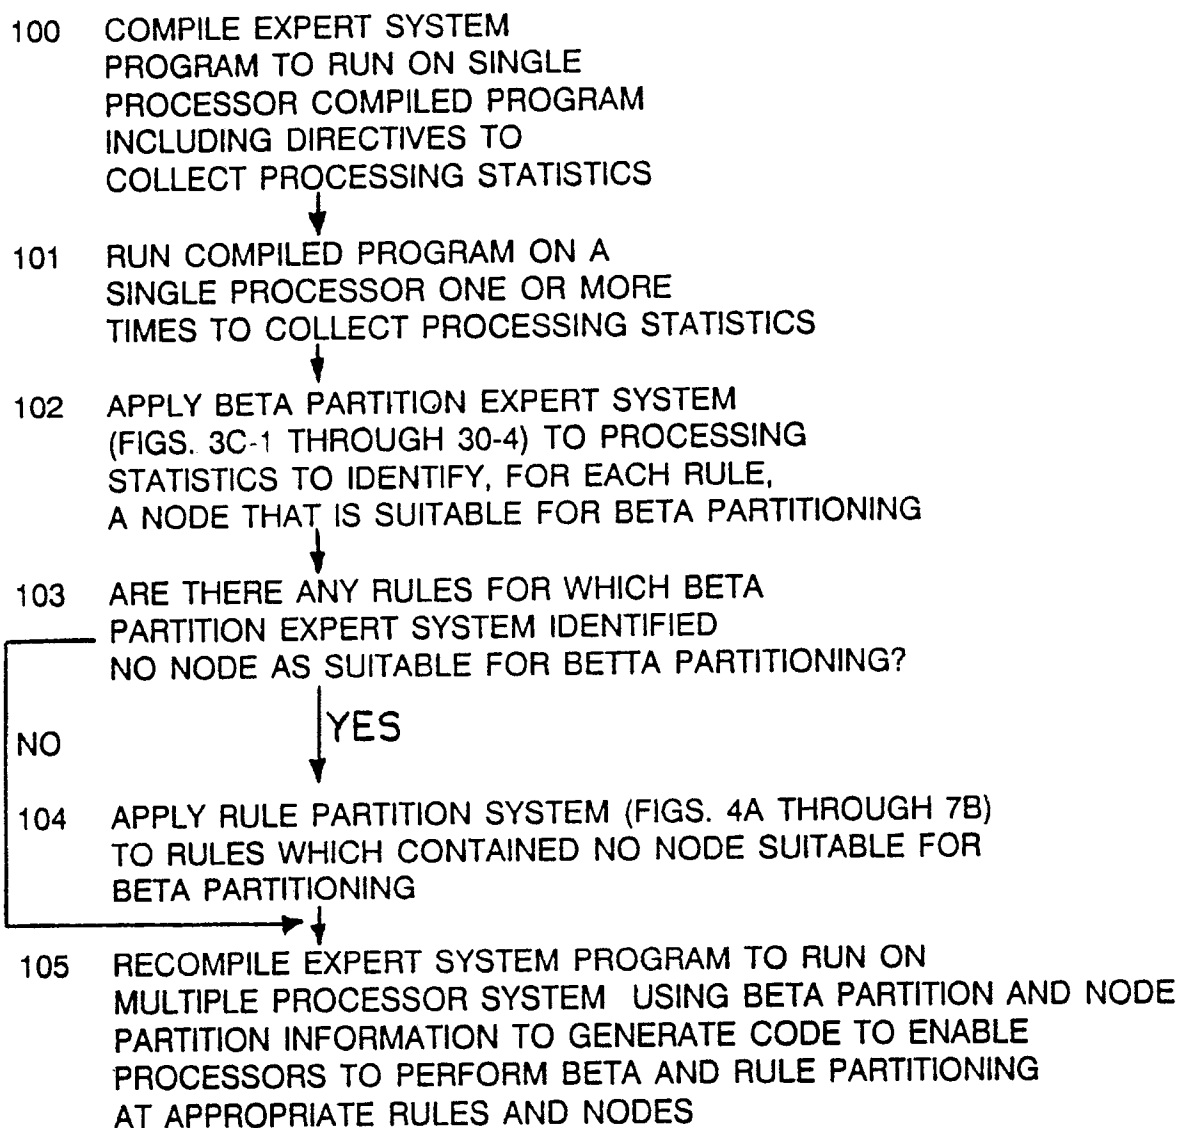 100 COMPILE EXPERT SYSTEM
PROGRAM TO RUN ON SINGLE
PROCESSOR COMPILED PROGRAM
INCLUDING DIRECTIVES TO
COLLECT PROCESSING STATISTICS
101 RUN COMPILED PROGRAM ON A
SINGLE PROCESSOR ONE OR MORE
TIMES TO COLLECT PROCESSING STATISTICS
102 APPLY BETA PARTITION EXPERT SYSTEM
(FIGS. 3C-1 THROUGH 30-4) TO PROCESSING
STATISTICS TO IDENTIFY, FOR EACH RULE,
A NODE THAT IS SUITABLE FOR BETA PARTITIONING
103 ARE THERE ANY RULES FOR WHICH BETA
PARTITION EXPERT SYSTEM IDENTIFIED
NO NODE AS SUITABLE FOR BETTA PARTITIONING?
YES
NO
104 APPLY RULE PARTITION SYSTEM (FIGS. 4A THROUGH 7B)
TO RULES WHICH CONTAINED NO NODE SUITABLE FOR
BETA PARTITIONING
105 RECOMPILE EXPERT SYSTEM PROGRAM TO RUN ON
MULTIPLE PROCESSOR SYSTEM USING BETA PARTITION AND NODE
PARTITION INFORMATION TO GENERATE CODE TO ENABLE
PROCESSORS TO PERFORM BETA AND RULE PARTITIONING
AT APPROPRIATE RULES AND NODES